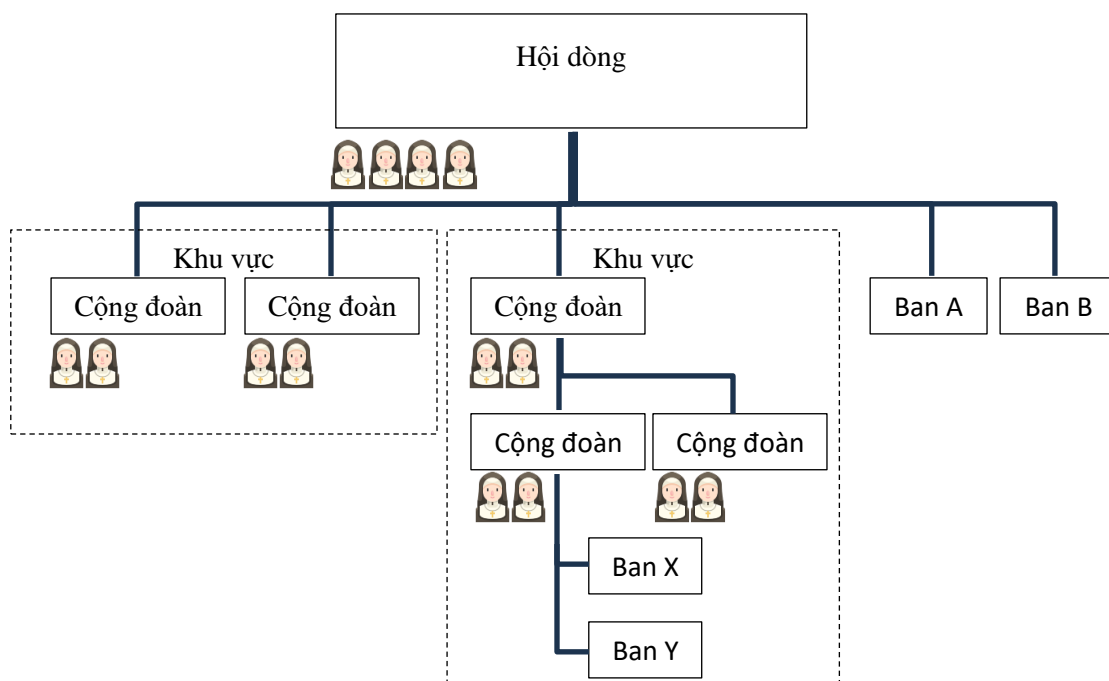 Hội dòng
Khu vực
Khu vực
Cộng đoàn
Cộng đoàn
Cộng đoàn
Ban A
Ban B
Cộng đoàn
Cộng đoàn
Ban X
Ban Y